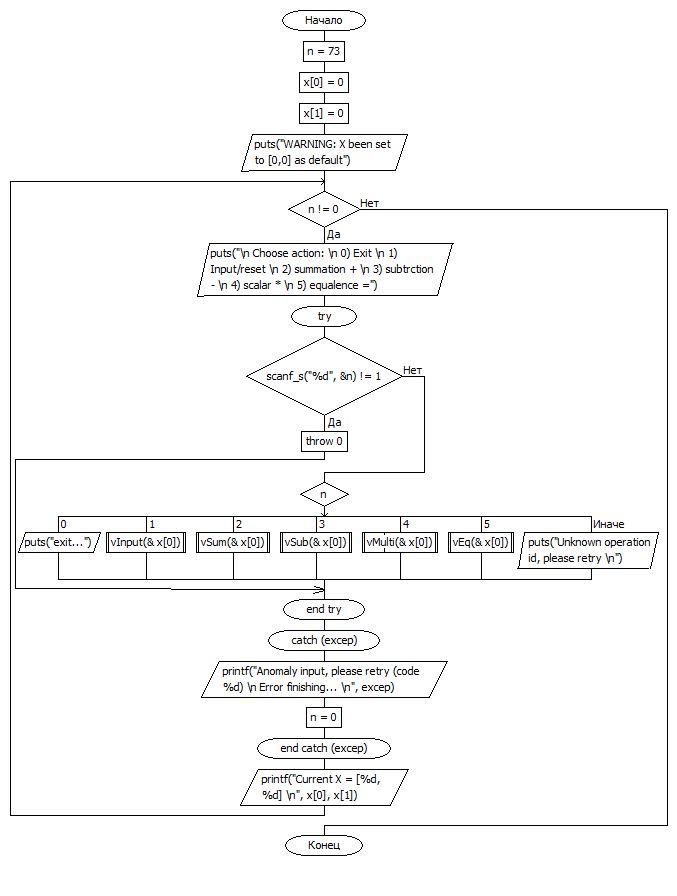 Начало
n = 73
x[0] = 0
x[1] = 0
puts("WARNING: X been set
to [0,0] as default")
n != 0
Нет
Да
puts("\n Choose action: \n 0) Exit \n 1)
Input/reset \n 2) summation + \n 3) subtrction
- \n 4) scalar * \n 5) equalence =")
try
scanf_s("%d", &n) != 1
Нет
Да
throw 0
n
0
1
2
3
4
5
Иначе
puts("exit...")
vInput(& x[0])
vSum(& x[0])
vSub(& x[0])
vMulti(& x[0])
vEq(& x[0])
puts("Unknown operation
id, please retry \n")
end try
catch (excep)
printf("Anomaly input, please retry (code
%d) \n Error finishing... \n", excep)
n = 0
end catch (excep)
printf("Current X = [%d,
%d] \n", x[0], x[1])
Конец